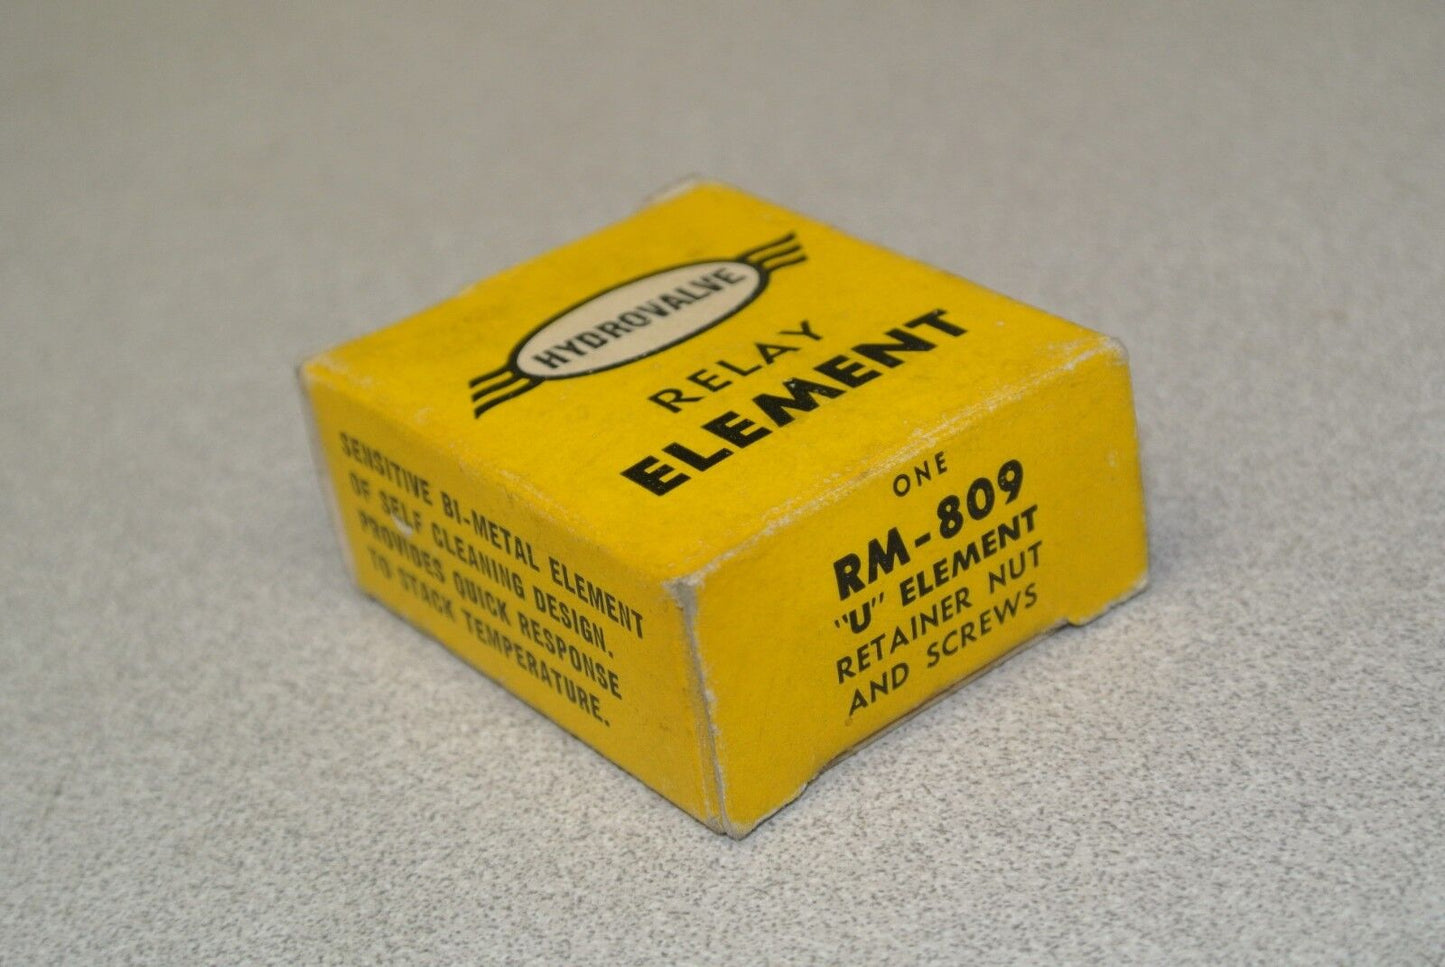 HYDROVALVE
RELAY
ELEMENT
SENSITIVE BI-METAL ELEMENT
OF SELF CLEANING DESIGN.
PROVIDES QUICK RESPONSE
TO STACK TEMPERATURE.
ONE
RM-809
"U" ELEMENT
RETAINER NUT
AND SCREWS